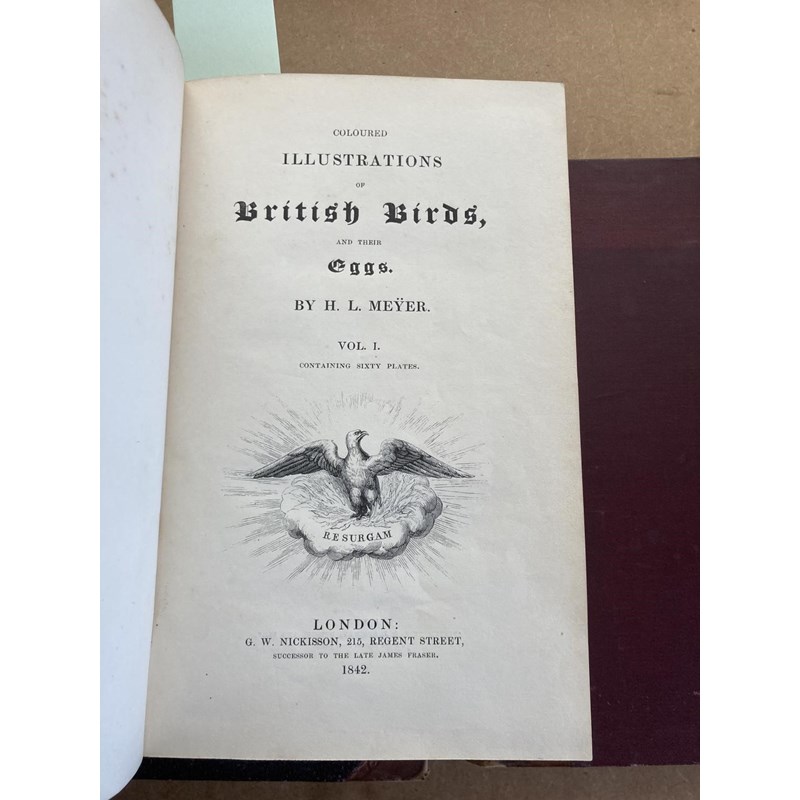 COLOURED
ILLUSTRATIONS
OF
British Birds,
AND THEIR
Eggs.
BY H. L. MEŸER.
VOL. I.
CONTAINING SIXTY PLATES.
RESURGAM
LONDON:
G. W. NICKISSON, 215, REGENT STREET,
SUCCESSOR TO THE LATE JAMES FRASER.
1842.